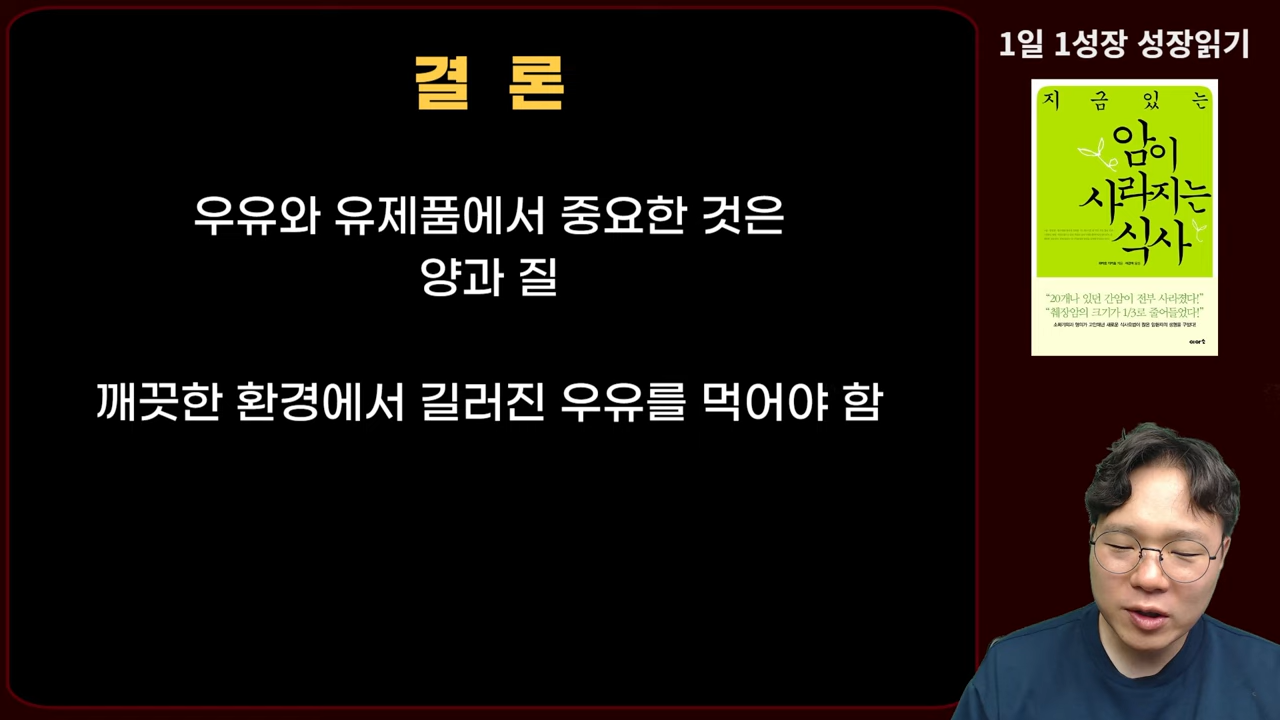 결 론
우유와 유제품에서 중요한 것은
양과 질
깨끗한 환경에서 길러진 우유를 먹어야 함
1일 1성장 성장읽기
지금 있는
암이
사라지는
식사
“20개나 있던 간암이 전부 사라졌다!”
“췌장암의 크기가 1/3로 줄어들었다!”